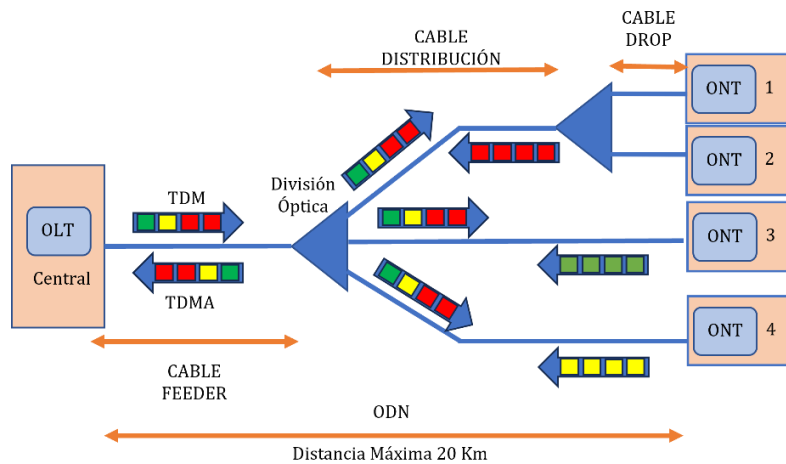 CABLE
DISTRIBUCIÓN
CABLE
DROP
ONT 1
ONT 2
División
Óptica
TDM
OLT
Central
TDMA
ONT 3
ONT 4
CABLE
FEEDER
ODN
Distancia Máxima 20 Km